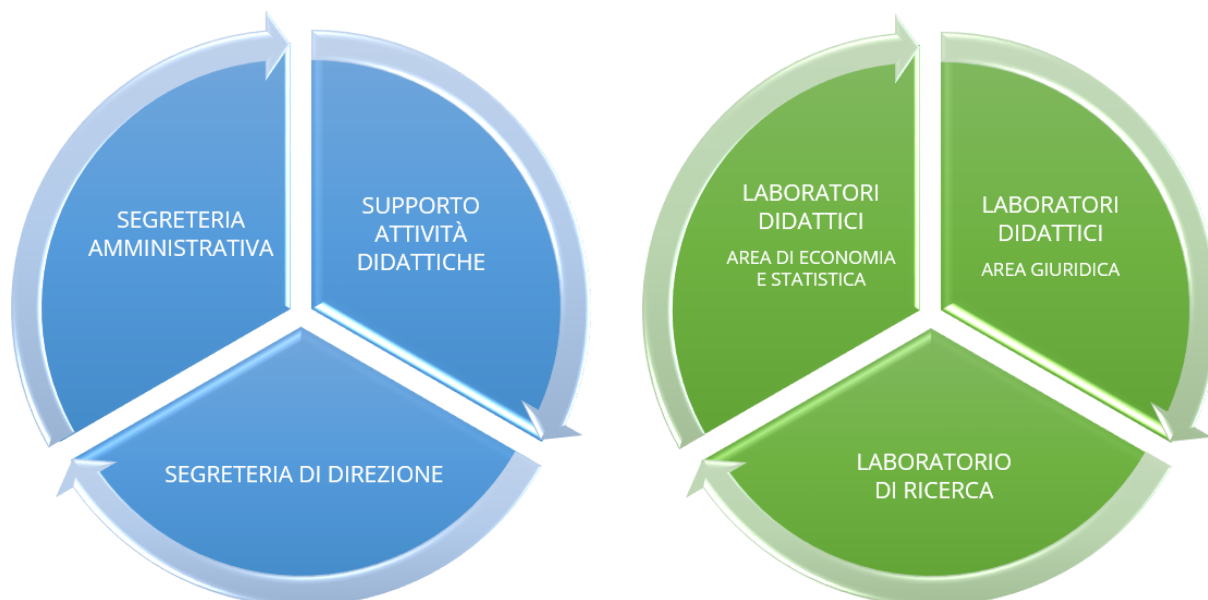 SEGRETERIA
AMMINISTRATIVA
SUPPORTO
ATTIVITÀ
DIDATTICHE
SEGRETERIA DI DIREZIONE
LABORATORI
DIDATTICI
AREA DI ECONOMIA
E STATISTICA
LABORATORI
DIDATTICI
AREA GIURIDICA
LABORATORIO
DI RICERCA